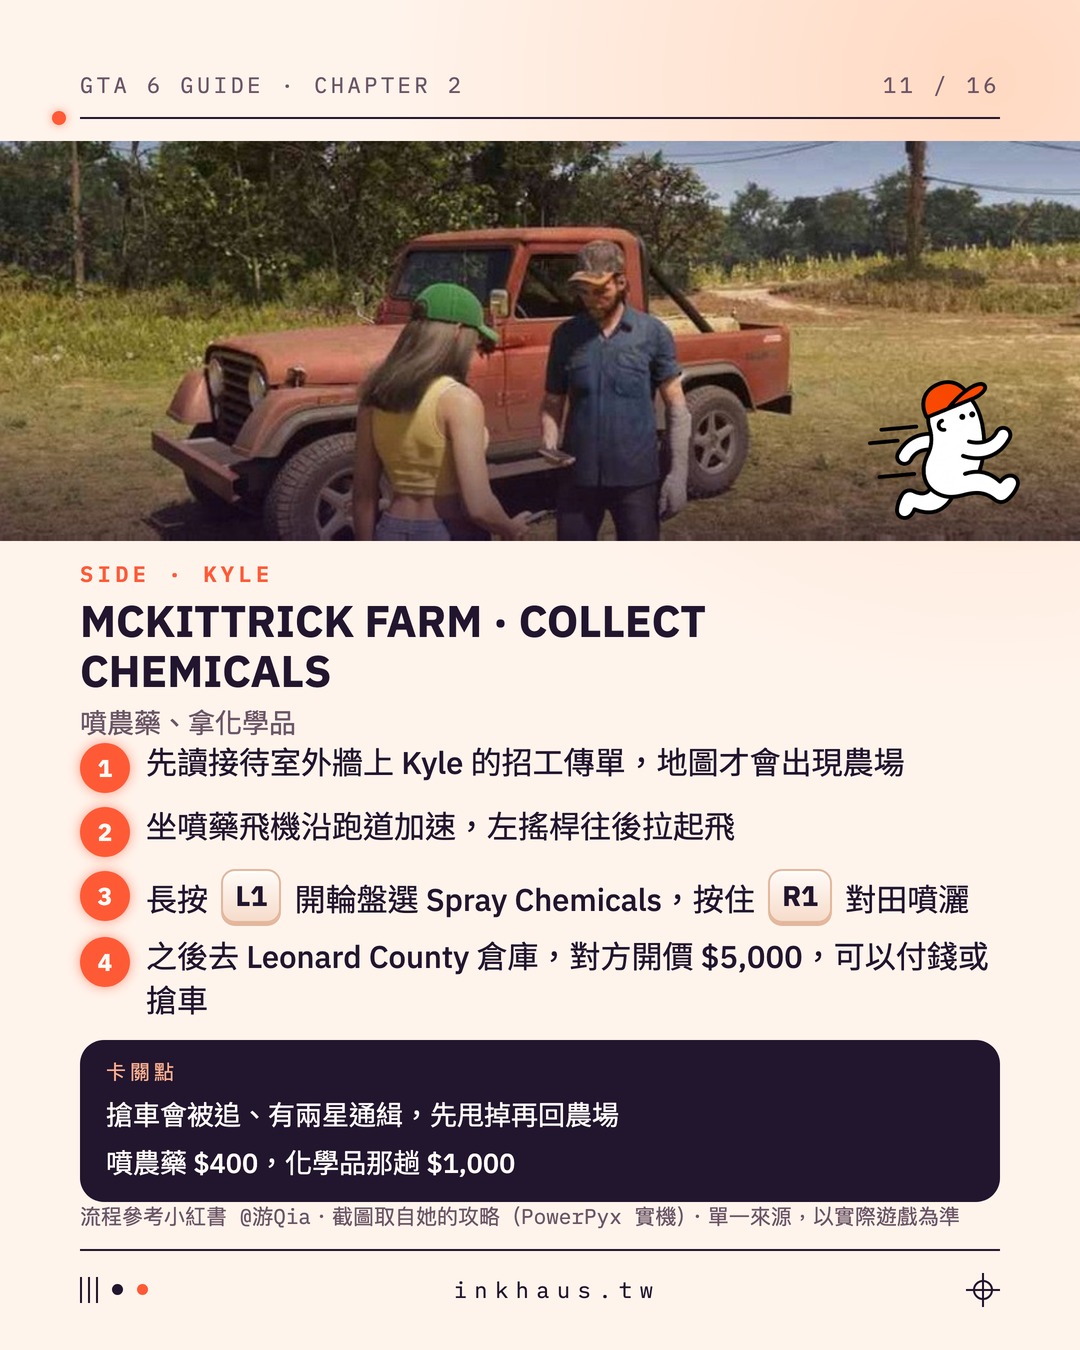 GTA 6 GUIDE · CHAPTER 2
11 / 16
SIDE · KYLE
MCKITTRICK FARM · COLLECT
CHEMICALS
噴農藥、拿化學品
1 先讀接待室外牆上 Kyle 的招工傳單，地圖才會出現農場
2 坐噴藥飛機沿跑道加速，左搖桿往後拉起飛
3 長按 L1 開輪盤選 Spray Chemicals，按住 R1 對田噴灑
4 之後去 Leonard County 倉庫，對方開價 $5,000，可以付錢或
搶車
卡關點
搶車會被追、有兩星通緝，先甩掉再回農場
噴農藥 $400，化學品那趟 $1,000
流程參考小紅書 @游Qia · 截圖取自她的攻略（PowerPyx 實機）· 單一來源，以實際遊戲為準
inkhaus.tw